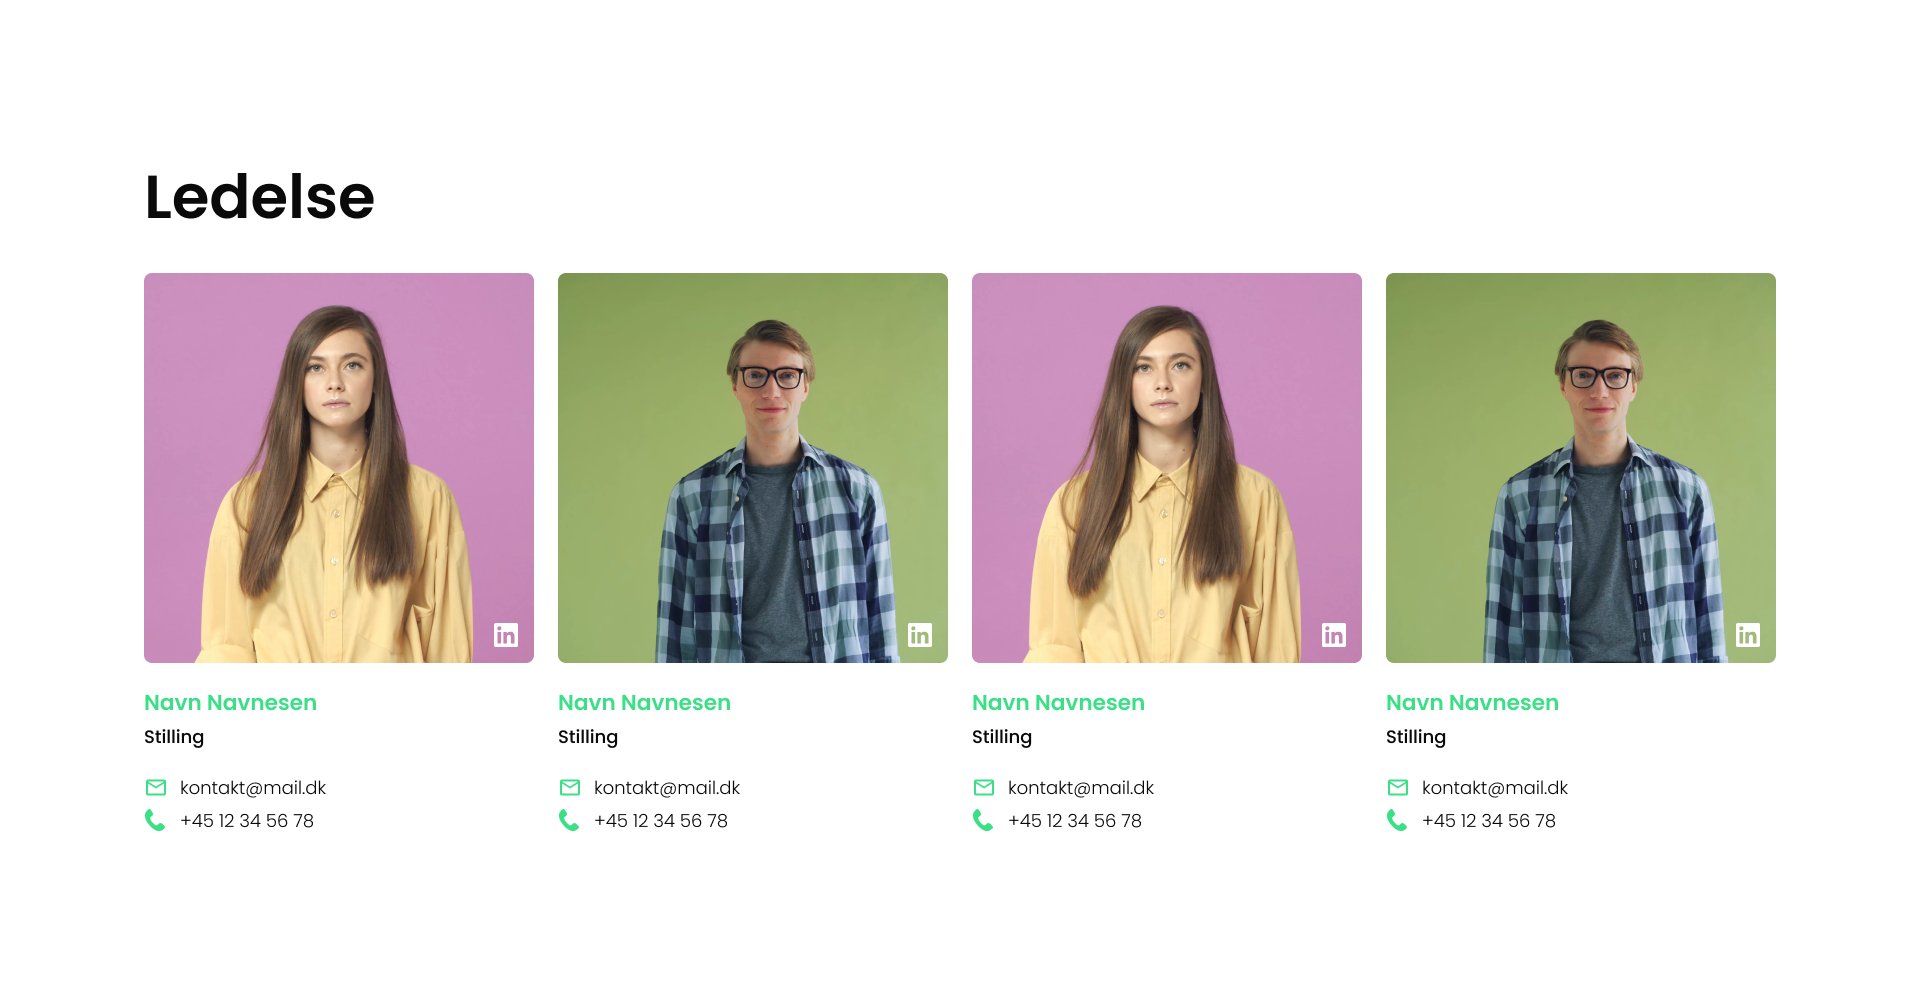 Ledelse
in
in
in
in
Navn Navnesen
Stilling
kontakt@mail.dk
+45 12 34 56 78
Navn Navnesen
Stilling
kontakt@mail.dk
+45 12 34 56 78
Navn Navnesen
Stilling
kontakt@mail.dk
+45 12 34 56 78
Navn Navnesen
Stilling
kontakt@mail.dk
+45 12 34 56 78